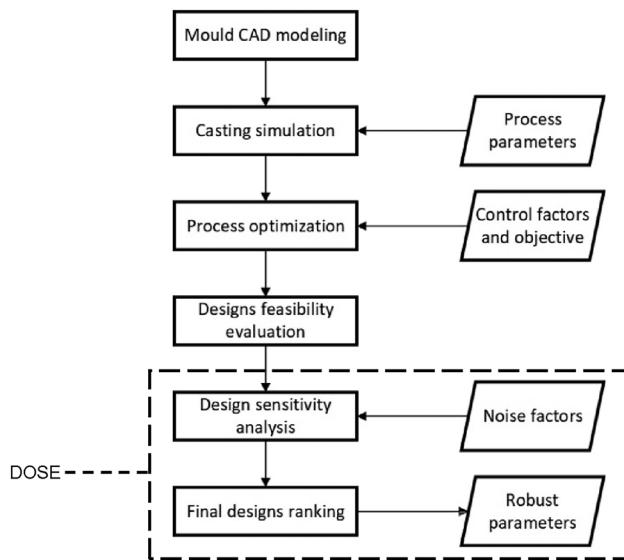 Mould CAD modeling
Casting simulation
Process
parameters
Process optimization
Control factors
and objective
Designs feasibility
evaluation
Design sensitivity
analysis
Noise factors
DOSE
Final designs ranking
Robust
parameters